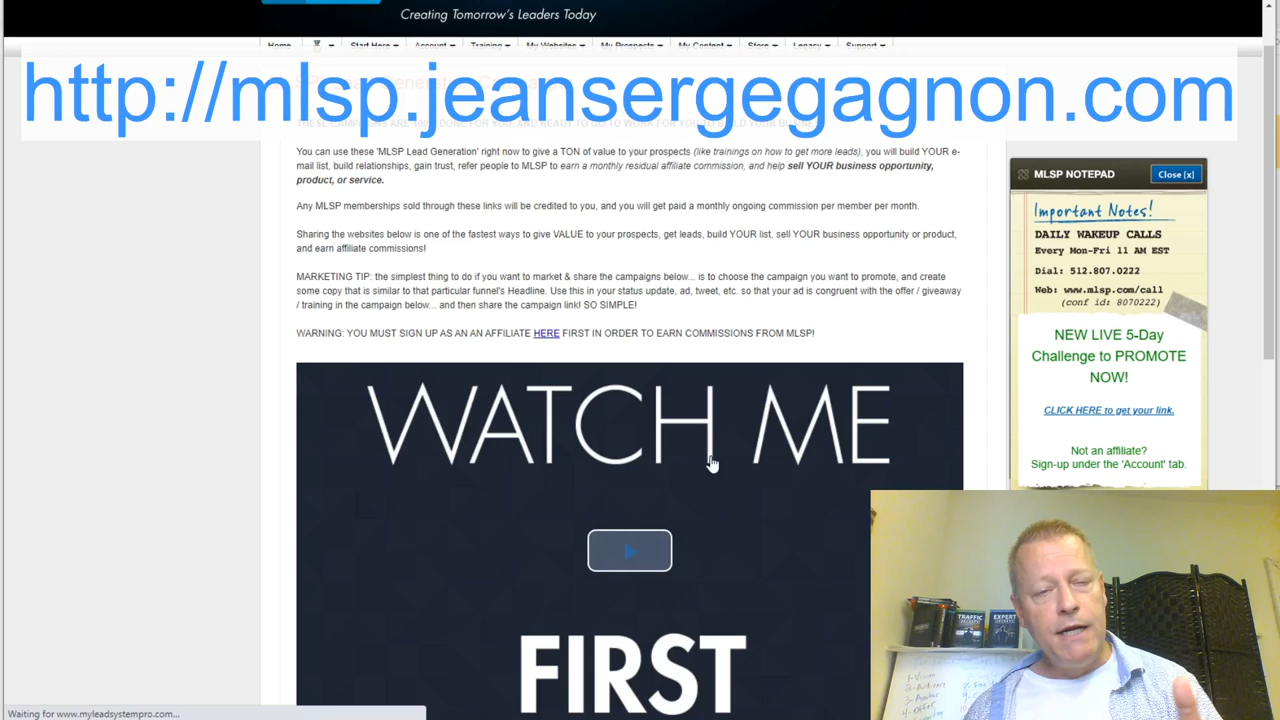 Creating Tomorrow's Leaders Today
Home Start Here Account Training My Websites My Prospects My Content Store Legacy Support
http://mlsp.jeansergegagnon.com
You can use these 'MLSP Lead Generation' right now to give a TON of value to your prospects (like trainings on how to get more leads), you will build YOUR e-
mail list, build relationships, gain trust, refer people to MLSP to earn a monthly residual affiliate commission, and help sell YOUR business opportunity,
product, or service.
Any MLSP memberships sold through these links will be credited to you, and you will get paid a monthly ongoing commission per member per month.
Sharing the websites below is one of the fastest ways to give VALUE to your prospects, get leads, build YOUR list, sell YOUR business opportunity or product,
and earn affiliate commissions!
MARKETING TIP: the simplest thing to do if you want to market & share the campaigns below... is to choose the campaign you want to promote, and create
some copy that is similar to that particular funnel's Headline. Use this in your status update, ad, tweet, etc. so that your ad is congruent with the offer / giveaway
/ training in the campaign below... and then share the campaign link! SO SIMPLE!
WARNING: YOU MUST SIGN UP AS AN AN AFFILIATE HERE FIRST IN ORDER TO EARN COMMISSIONS FROM MLSP!
WATCH ME
FIRST
MLSP NOTEPAD Close [x]
Important Notes!
DAILY WAKEUP CALLS
Every Mon-Fri 11 AM EST
Dial: 512.807.0222
Web: www.mlsp.com/call
(conf id: 8070222)
NEW LIVE 5-Day
Challenge to PROMOTE
NOW!
CLICK HERE to get your link.
Not an affiliate?
Sign-up under the 'Account' tab.
TRAFFIC
SECRETS
EXPERT
SECRETS
Waiting for www.myleadsystempro.com...